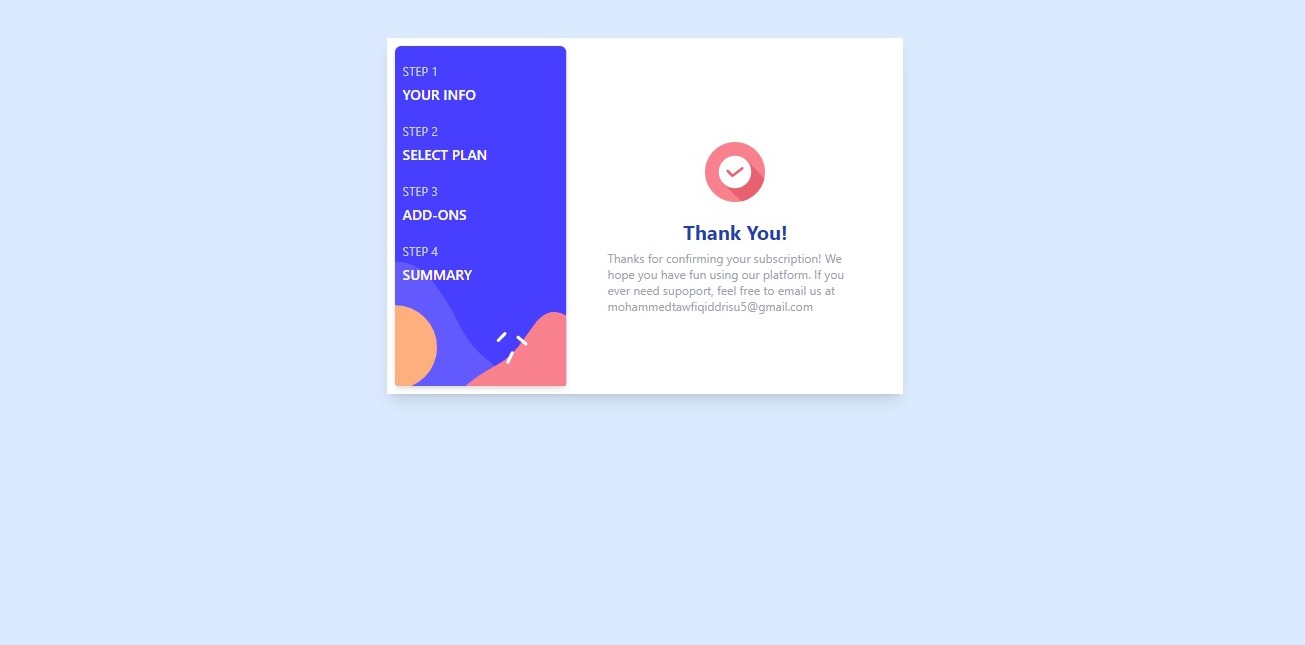 STEP 1
YOUR INFO
STEP 2
SELECT PLAN
STEP 3
ADD-ONS
STEP 4
SUMMARY
Thank You!
Thanks for confirming your subscription! We
hope you have fun using our platform. If you
ever need supoport, feel free to email us at
mohammedtawfiqiddrisu5@gmail.com